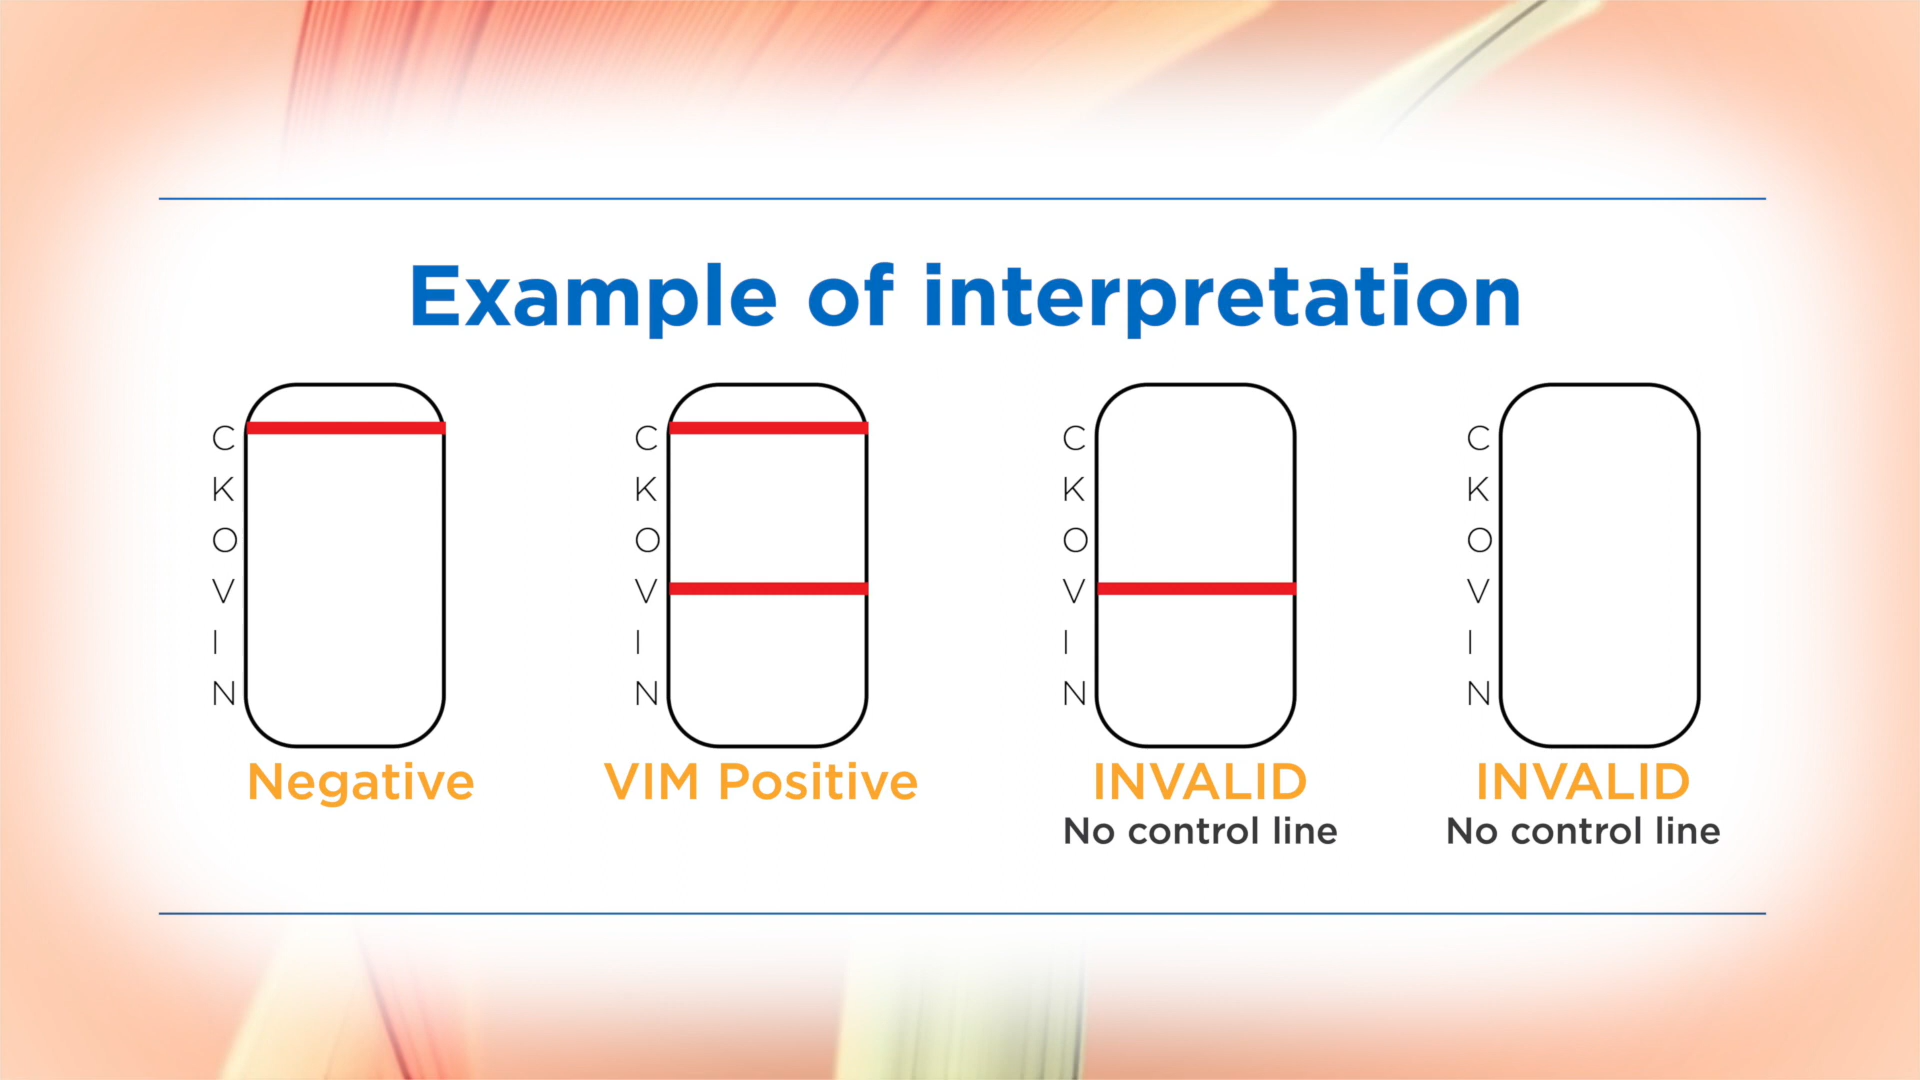 Example of interpretation
C
K
O
V
I
N
Negative
C
K
O
V
I
N
VIM Positive
C
K
O
V
I
N
INVALID
No control line
C
K
O
V
I
N
INVALID
No control line